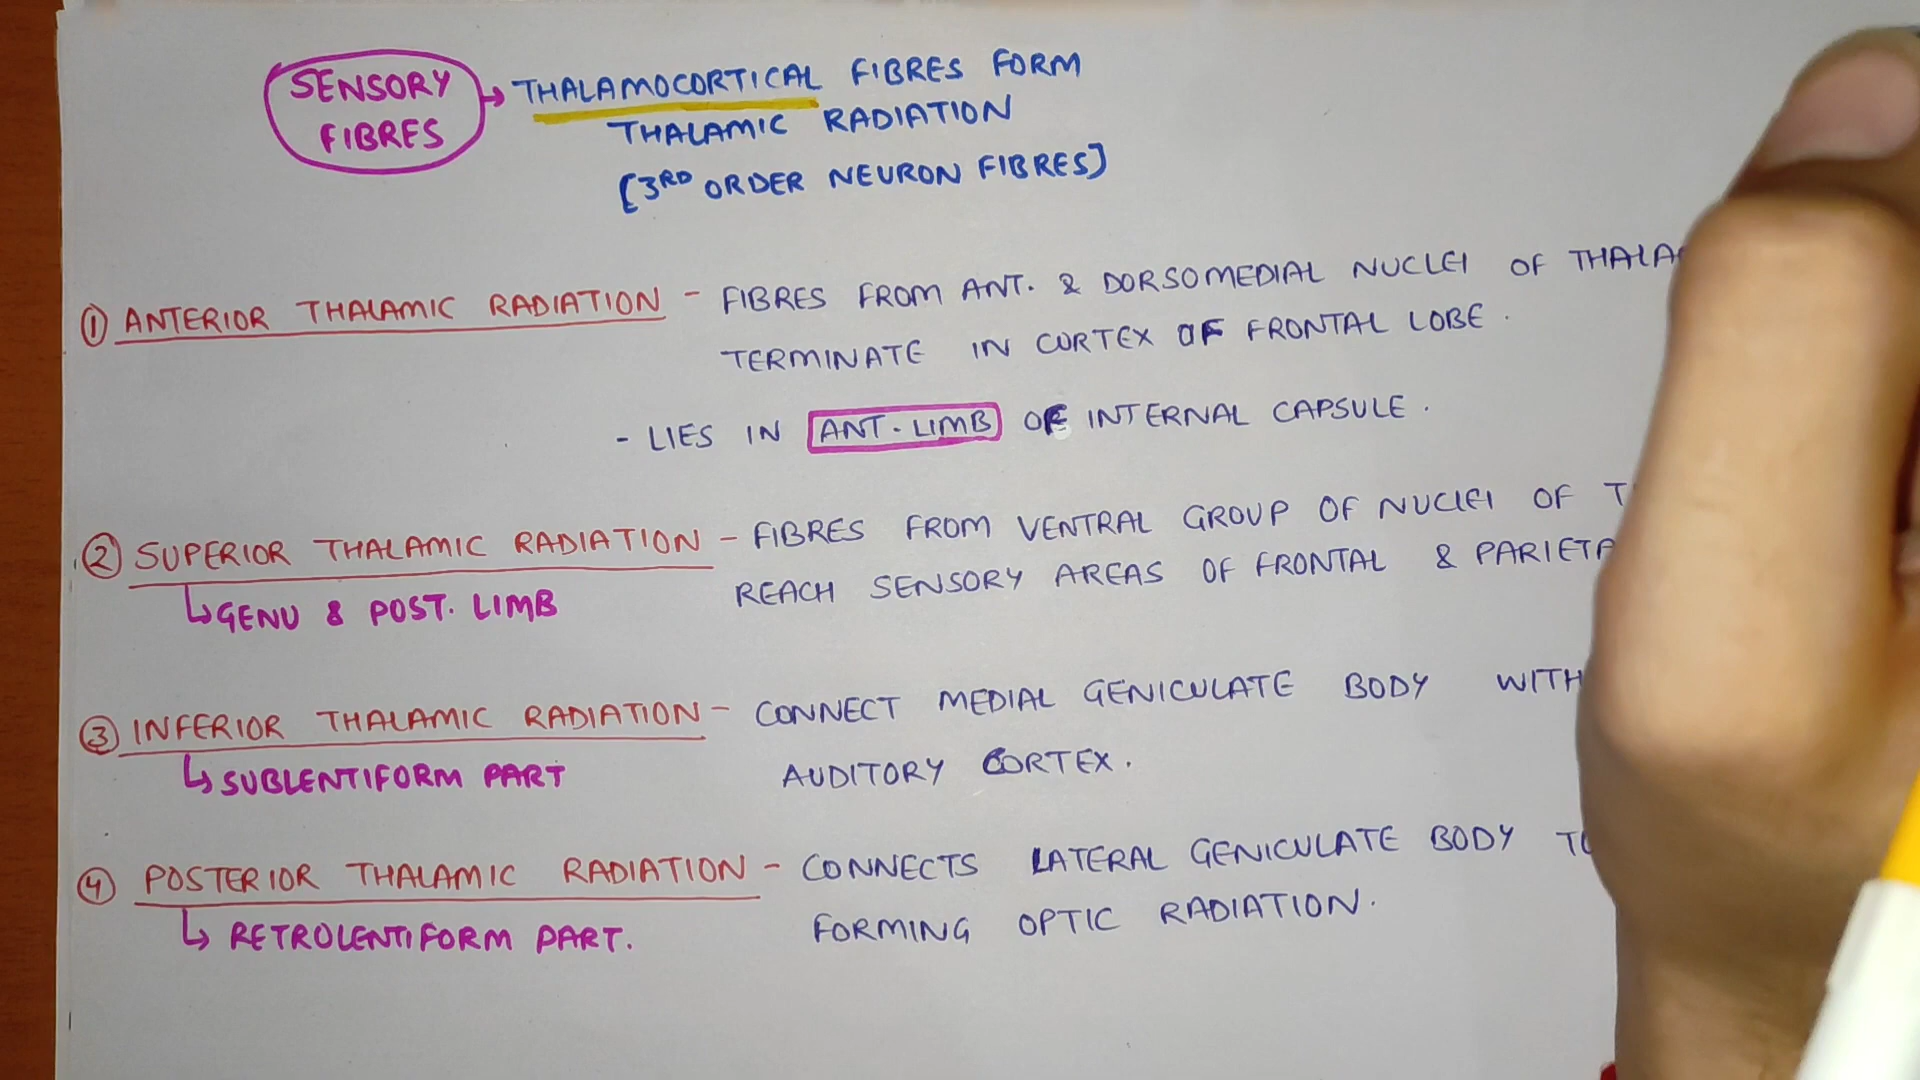 SENSORY FIBRES → THALAMOCORTICAL FIBRES FORM
THALAMIC RADIATION
[3RD ORDER NEURON FIBRES]
① ANTERIOR THALAMIC RADIATION - FIBRES FROM ANT. & DORSOMEDIAL NUCLEI OF
TERMINATE IN CORTEX OF FRONTAL LOBE.
- LIES IN ANT. LIMB OF INTERNAL CAPSULE.
② SUPERIOR THALAMIC RADIATION - FIBRES FROM VENTRAL GROUP OF NUCLEI OF
REACH SENSORY AREAS OF FRONTAL &
↳ GENU & POST. LIMB
③ INFERIOR THALAMIC RADIATION - CONNECT MEDIAL GENICULATE BODY WITH
AUDITORY CORTEX.
↳ SUBLENTIFORM PART
④ POSTERIOR THALAMIC RADIATION - CONNECTS LATERAL GENICULATE BODY
FORMING OPTIC RADIATION.
↳ RETROLENTIFORM PART.